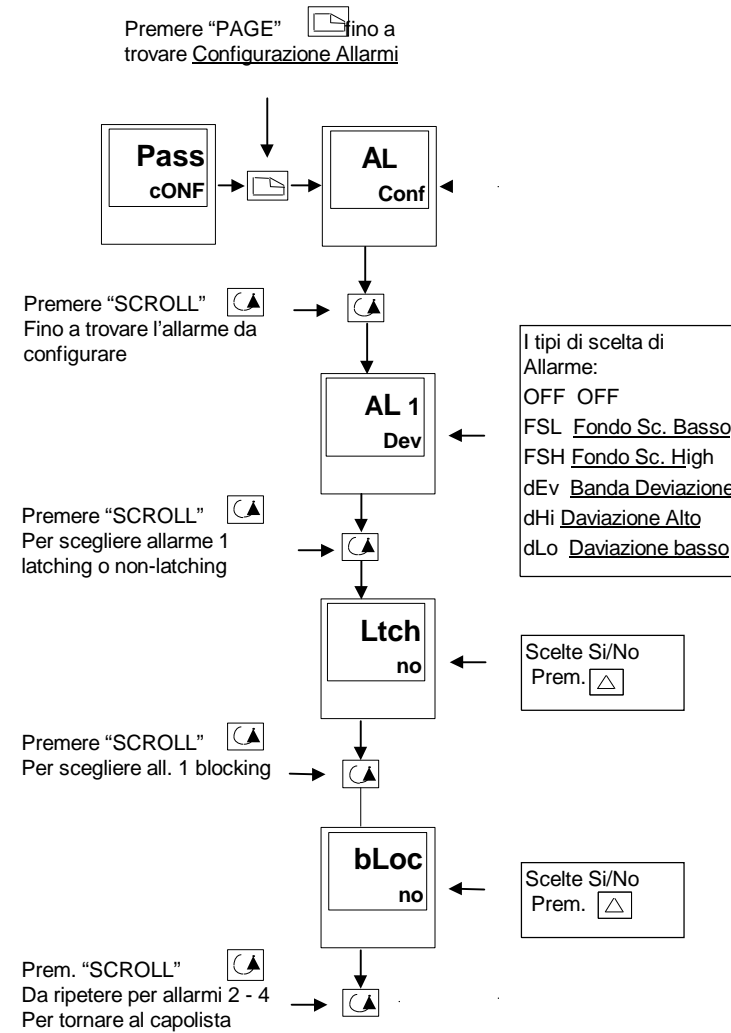 Premere “PAGE” fino a
trovare Configurazione Allarmi
Pass
cONF
AL
Conf
Premere “SCROLL”
Fino a trovare l’allarme da
configurare
AL 1
Dev
I tipi di scelta di
Allarme:
OFF OFF
FSL Fondo Sc. Basso
FSH Fondo Sc. High
dEv Banda Deviazione
dHi Daviazione Alto
dLo Daviazione basso
Premere “SCROLL”
Per scegliere allarme 1
latching o non-latching
Ltch
no
Scelte Si/No
Prem.
Premere “SCROLL”
Per scegliere all. 1 blocking
bLoc
no
Scelte Si/No
Prem.
Prem. “SCROLL”
Da ripetere per allarmi 2 - 4
Per tornare al capolista